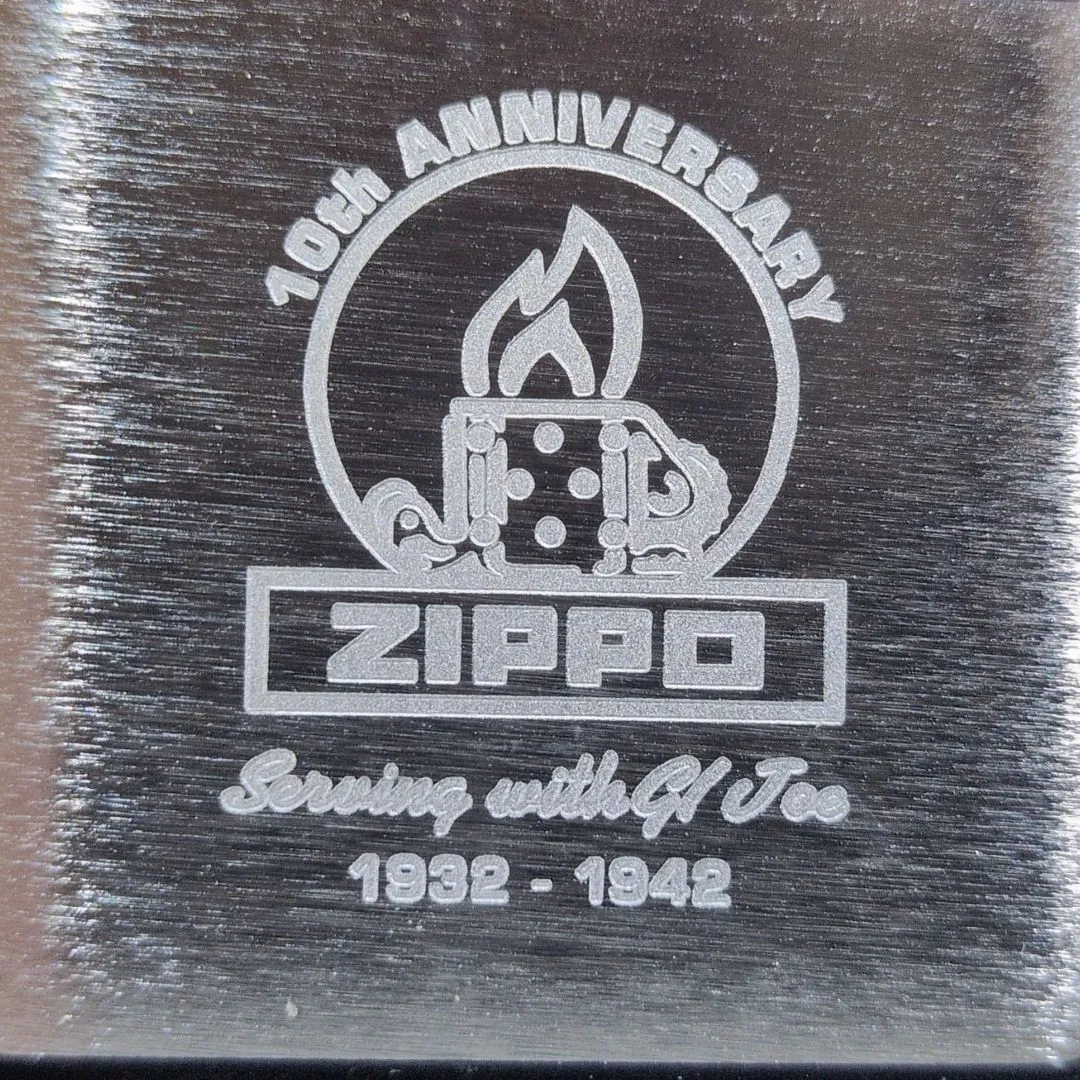 10th ANNIVERSARY
ZIPPO
Serving with GI Joe
1932 - 1942